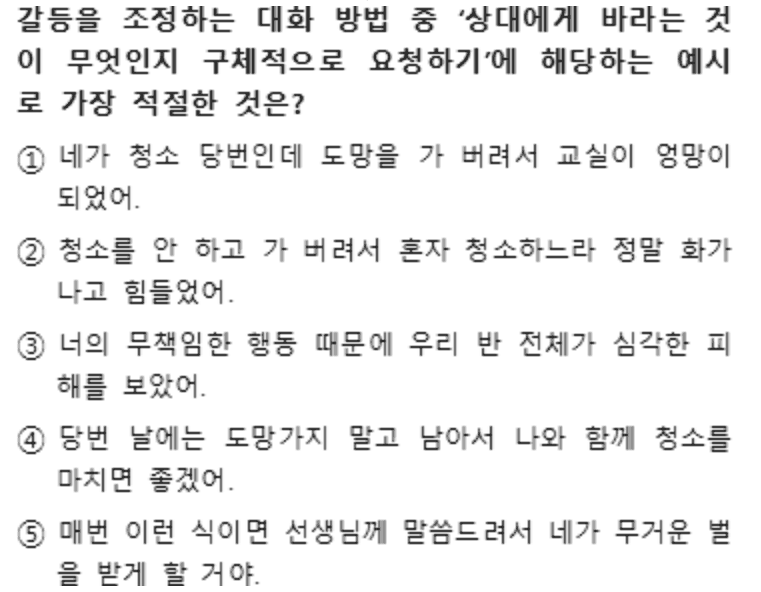 갈등을 조정하는 대화 방법 중 '상대에게 바라는 것
이 무엇인지 구체적으로 요청하기'에 해당하는 예시
로 가장 적절한 것은?
① 네가 청소 당번인데 도망을 가 버려서 교실이 엉망이
되었어.
② 청소를 안 하고 가 버려서 혼자 청소하느라 정말 화가
나고 힘들었어.
③ 너의 무책임한 행동 때문에 우리 반 전체가 심각한 피
해를 보았어.
④ 당번 날에는 도망가지 말고 남아서 나와 함께 청소를
마치면 좋겠어.
⑤ 매번 이런 식이면 선생님께 말씀드려서 네가 무거운 벌
을 받게 할 거야.